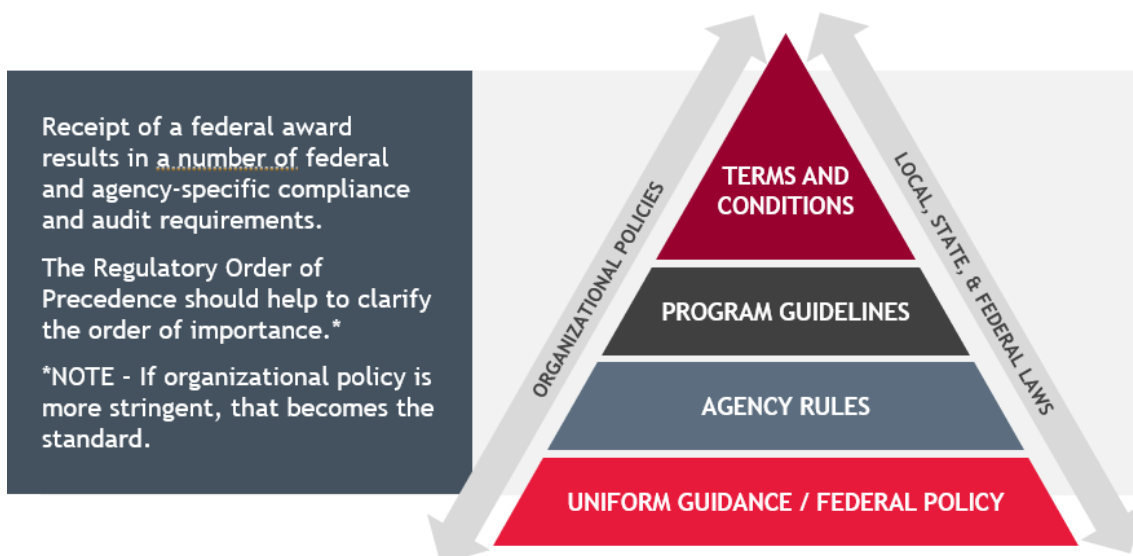 Receipt of a federal award
results in a number of federal
and agency-specific compliance
and audit requirements.
The Regulatory Order of
Precedence should help to clarify
the order of importance.*
*NOTE - If organizational policy is
more stringent, that becomes the
standard.
ORGANIZATIONAL POLICIES
TERMS AND
CONDITIONS
PROGRAM GUIDELINES
AGENCY RULES
UNIFORM GUIDANCE / FEDERAL POLICY
LOCAL, STATE, & FEDERAL LAWS